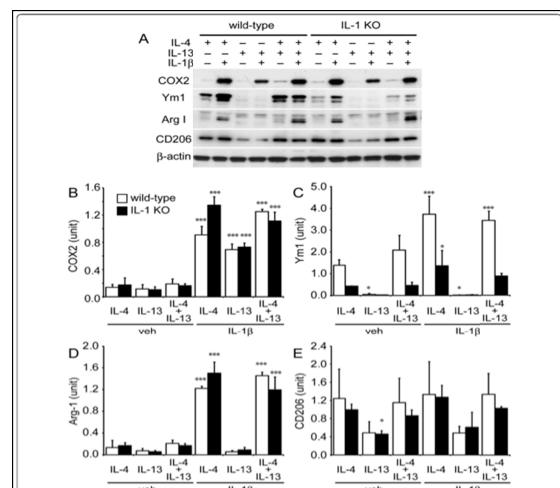 wild-type IL-1 KO
A
IL-4 + + - - + + + + - - + +
IL-13 - - + + + + - - + + + +
IL-1β - + - + - + - + - + - +
COX2
Ym1
Arg I
CD206
β-actin
B
wild-type
IL-1 KO
COX2 (unit)
1.6
1.2
0.8
0.4
0.0
*** *** *** *** *** ***
IL-4 IL-13 IL-4 + IL-13 IL-4 IL-13 IL-4 + IL-13
veh IL-1β
C
Ym1 (unit)
5.0
4.0
3.0
2.0
1.0
0
* *** * * ***
IL-4 IL-13 IL-4 + IL-13 IL-4 IL-13 IL-4 + IL-13
veh IL-1β
D
Arg-1 (unit)
2.0
1.6
1.2
0.8
0.4
0.0
*** *** *** ***
IL-4 IL-13 IL-4 + IL-13 IL-4 IL-13 IL-4 + IL-13
veh IL-1β
E
CD206 (unit)
2.4
2.0
1.6
1.2
0.8
0.4
0.0
*
IL-4 IL-13 IL-4 + IL-13 IL-4 IL-13 IL-4 + IL-13
veh IL-1β